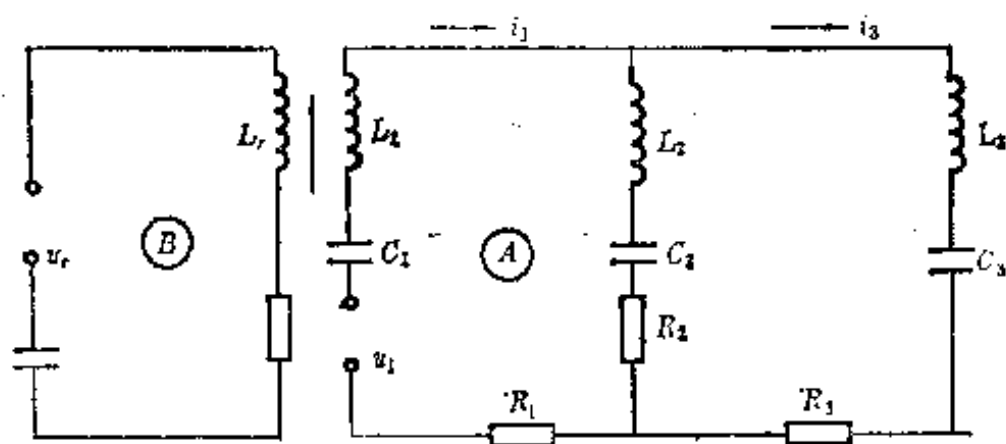 i₁ i₃
Lᵣ L₁ L₂ L₃
B uᵣ C₁ A C₂ C₃
R₂
u₁
R₁ R₃